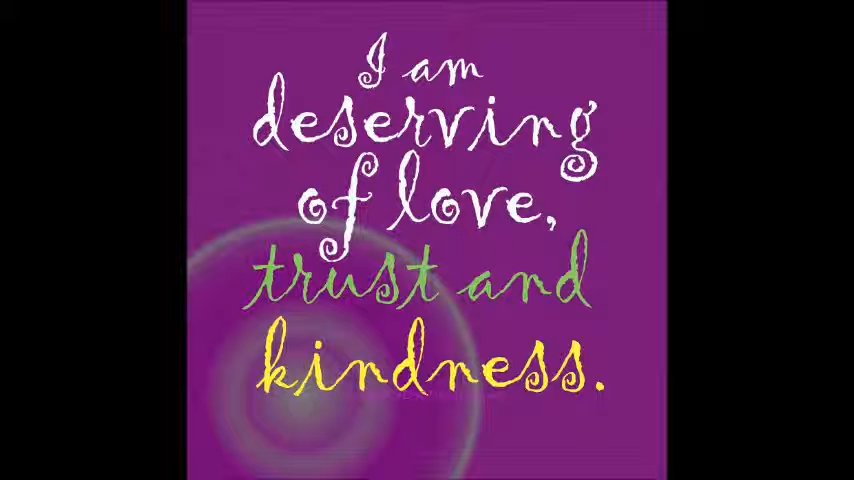 I am
deserving
of love,
trust and
kindness.